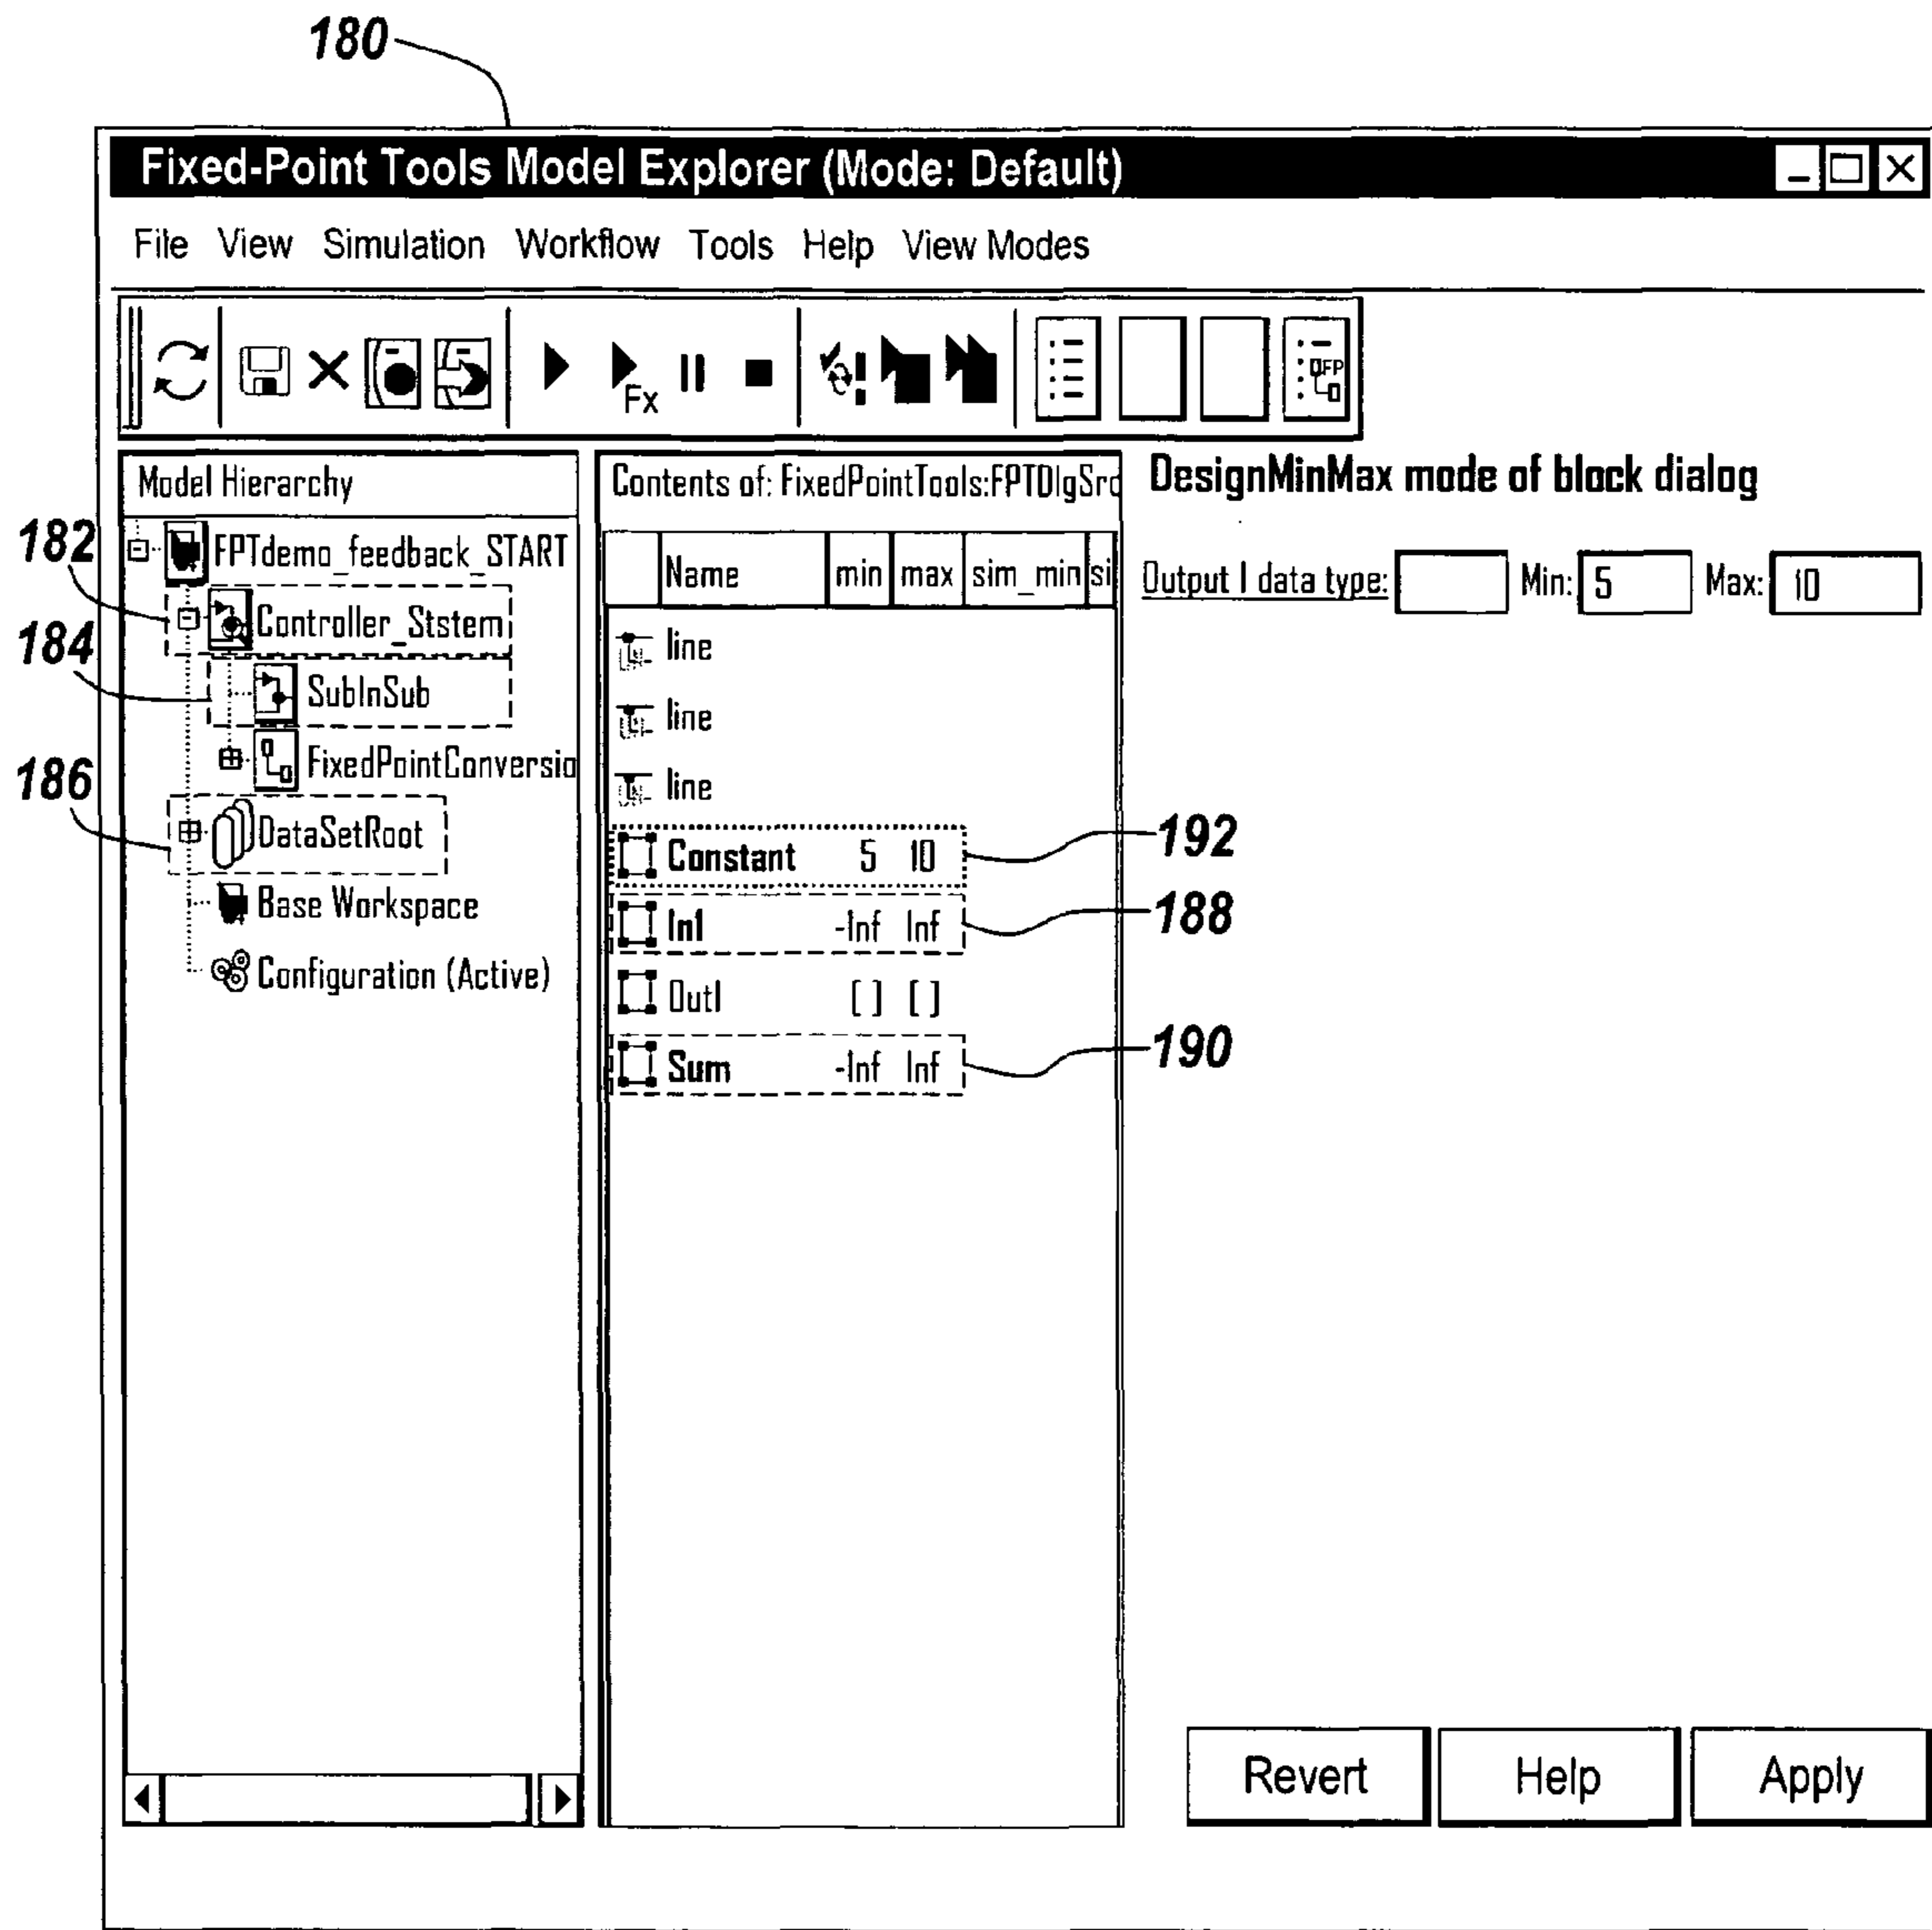 180
Fixed-Point Tools Model Explorer (Mode: Default)
File View Simulation Workflow Tools Help View Modes
Fx
FP
Model Hierarchy
182
FPTdemo_feedback_START
Controller_Ststem
184
SubInSub
FixedPointConversio
186
DataSetRoot
Base Workspace
Configuration (Active)
Contents of: FixedPointTools:FPTDlgSrc
Name min max sim_min si
line
line
line
Constant 5 10
192
In1 -Inf Inf
188
Out1 [ ] [ ]
Sum -Inf Inf
190
DesignMinMax mode of block dialog
Output 1 data type: Min: 5 Max: 10
Revert Help Apply